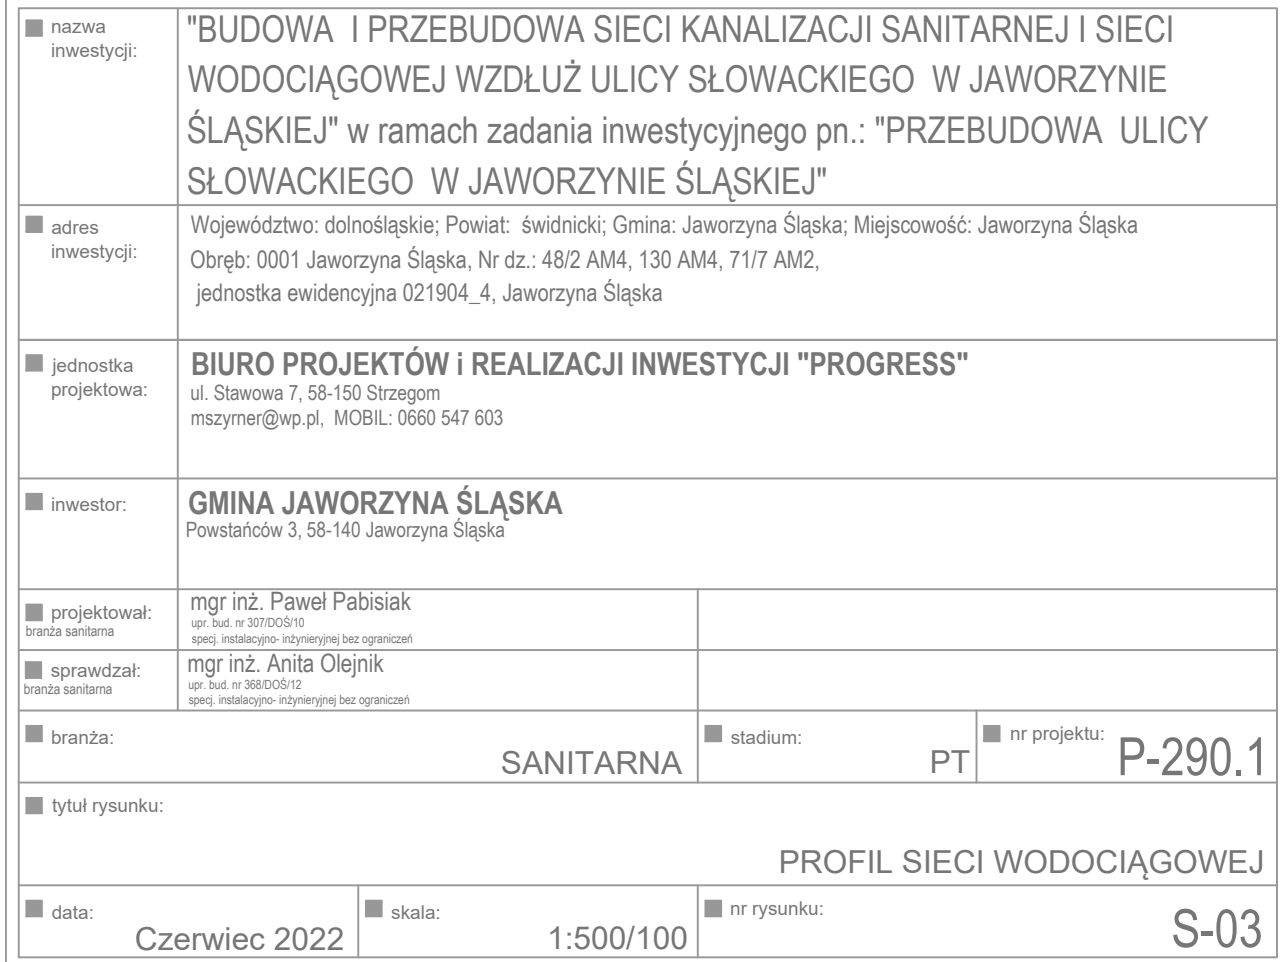 nazwa
inwestycji:
"BUDOWA I PRZEBUDOWA SIECI KANALIZACJI SANITARNEJ I SIECI
WODOCIĄGOWEJ WZDŁUŻ ULICY SŁOWACKIEGO W JAWORZYNIE
ŚLĄSKIEJ" w ramach zadania inwestycyjnego pn.: "PRZEBUDOWA ULICY
SŁOWACKIEGO W JAWORZYNIE ŚLĄSKIEJ"
adres
inwestycji:
Województwo: dolnośląskie; Powiat: świdnicki; Gmina: Jaworzyna Śląska; Miejscowość: Jaworzyna Śląska
Obręb: 0001 Jaworzyna Śląska, Nr dz.: 48/2 AM4, 130 AM4, 71/7 AM2,
jednostka ewidencyjna 021904_4, Jaworzyna Śląska
jednostka
projektowa:
BIURO PROJEKTÓW i REALIZACJI INWESTYCJI "PROGRESS"
ul. Stawowa 7, 58-150 Strzegom
mszyrner@wp.pl, MOBIL: 0660 547 603
inwestor:
GMINA JAWORZYNA ŚLĄSKA
Powstańców 3, 58-140 Jaworzyna Śląska
projektował:
branża sanitarna
mgr inż. Paweł Pabisiak
upr. bud. nr 307/DOŚ/10
specj. instalacyjno- inżynieryjnej bez ograniczeń
sprawdzał:
branża sanitarna
mgr inż. Anita Olejnik
upr. bud. nr 368/DOŚ/12
specj. instalacyjno- inżynieryjnej bez ograniczeń
branża:
SANITARNA
stadium:
PT
nr projektu:
P-290.1
tytuł rysunku:
PROFIL SIECI WODOCIĄGOWEJ
data:
Czerwiec 2022
skala:
1:500/100
nr rysunku:
S-03